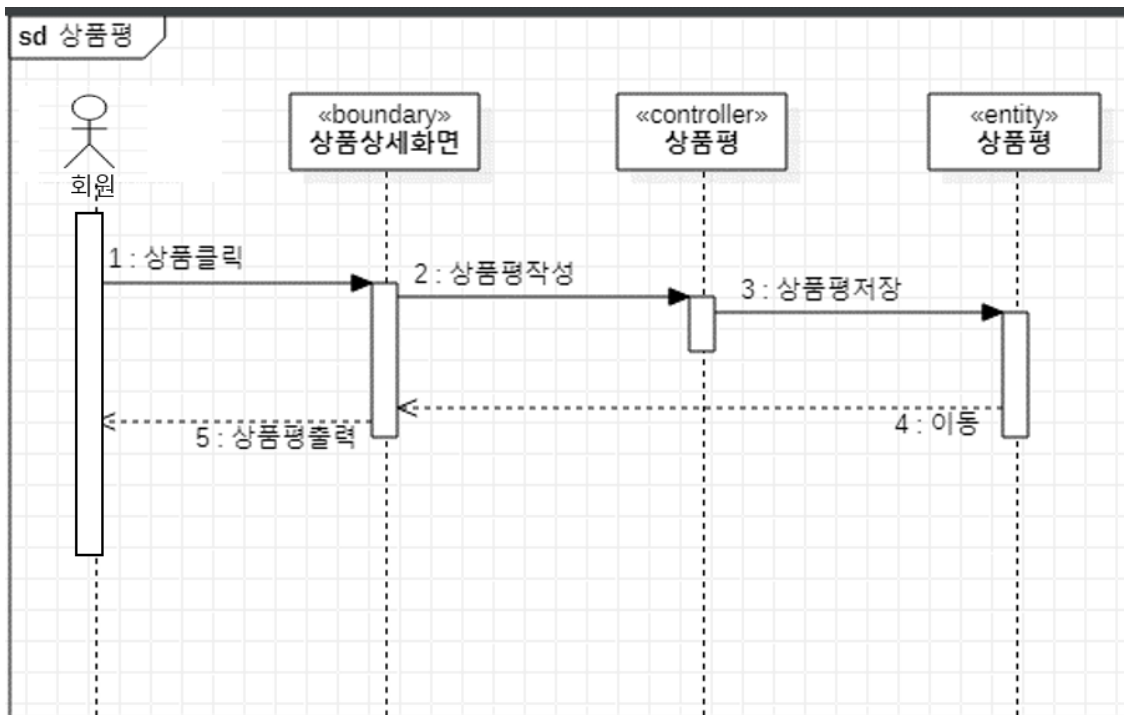 sd 상품평
«boundary»
상품상세화면
«controller»
상품평
«entity»
상품평
회원
1 : 상품클릭
2 : 상품평작성
3 : 상품평저장
4 : 이동
5 : 상품평출력